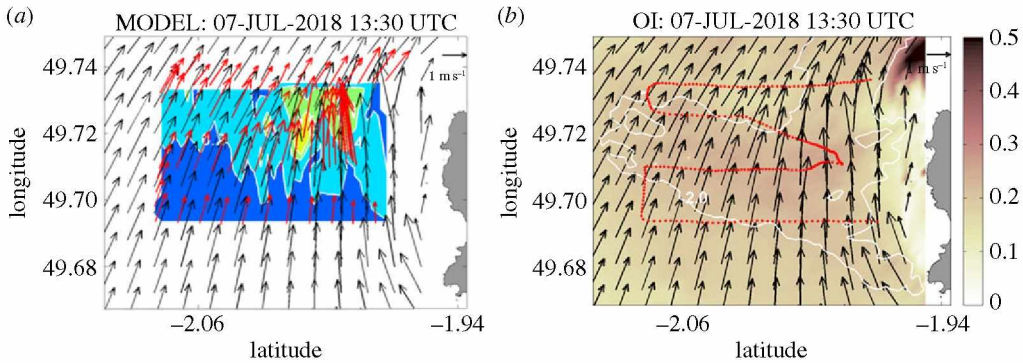 (a) MODEL: 07-JUL-2018 13:30 UTC
49.74
49.72
49.70
49.68
longitude
1 m s⁻¹
−2.06
−1.94
latitude
(b) OI: 07-JUL-2018 13:30 UTC
49.74
49.72
49.70
49.68
longitude
1 m s⁻¹
2.0
−2.06
−1.94
latitude
0.5
0.4
0.3
0.2
0.1
0